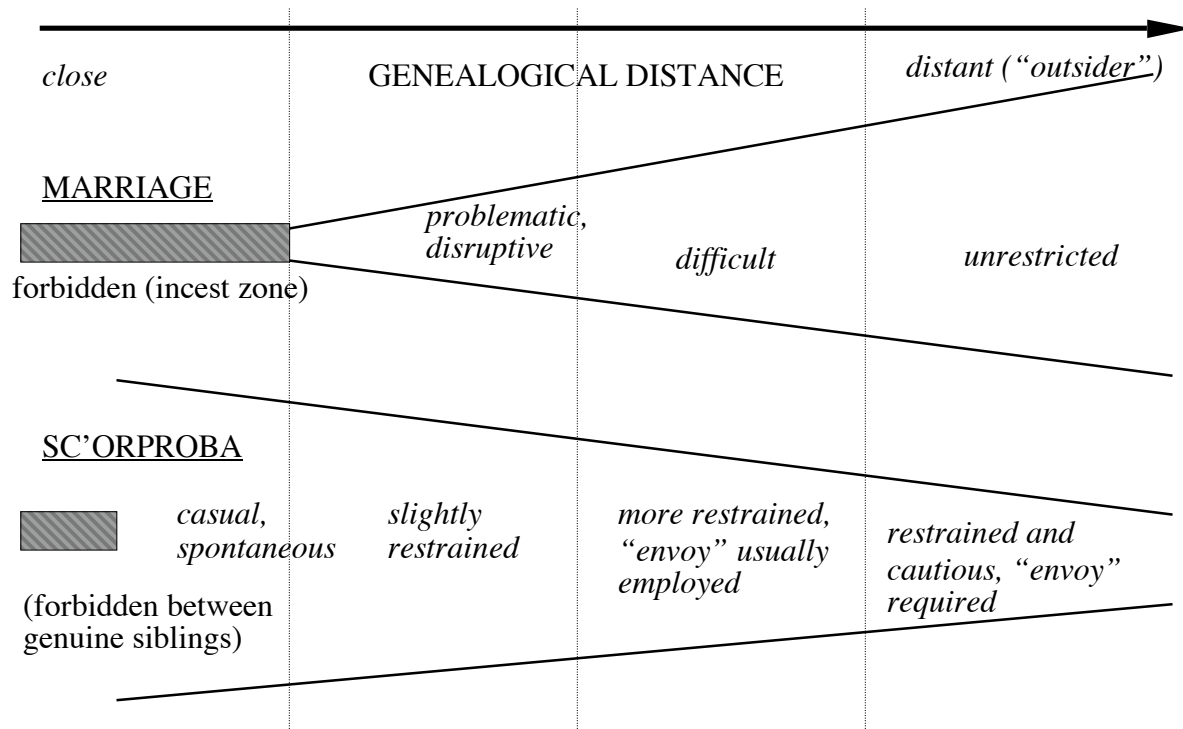 close
GENEALOGICAL DISTANCE
distant (“outsider”)
MARRIAGE
forbidden (incest zone)
problematic,
disruptive
difficult
unrestricted
SC’ORPROBA
(forbidden between
genuine siblings)
casual,
spontaneous
slightly
restrained
more restrained,
“envoy” usually
employed
restrained and
cautious, “envoy”
required